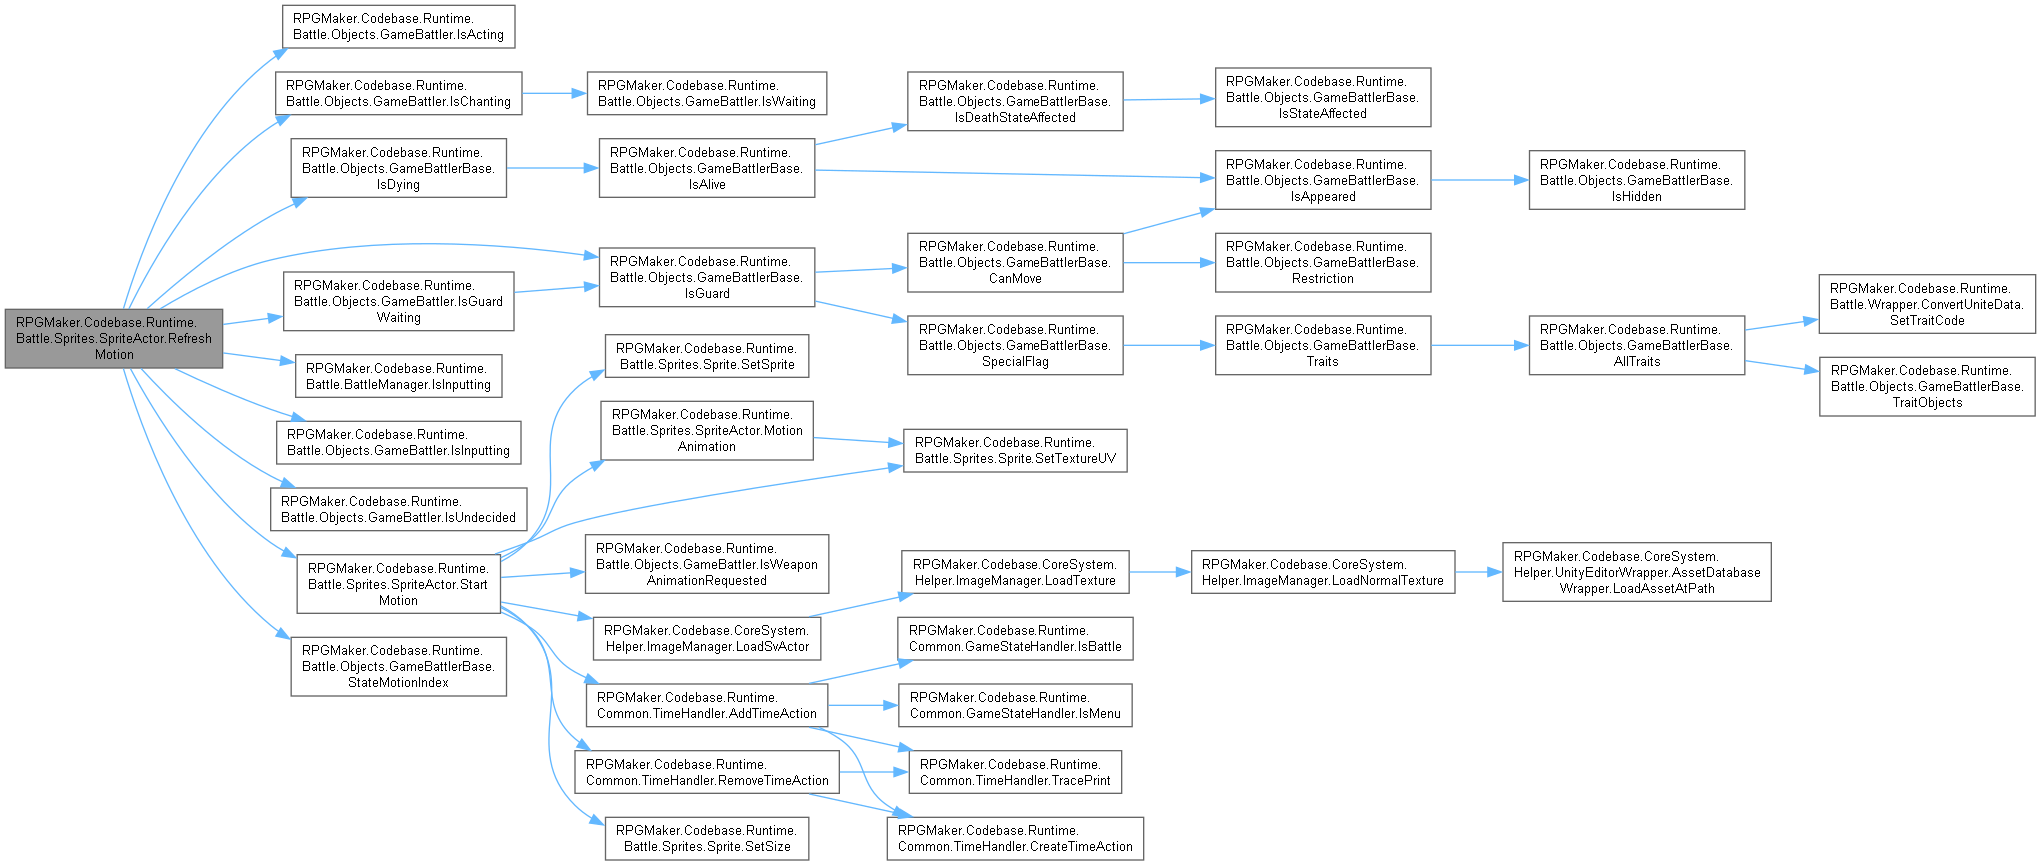 RPGMaker.Codebase.Runtime.
Battle.Sprites.SpriteActor.Refresh
Motion
RPGMaker.Codebase.Runtime.
Battle.Objects.GameBattler.IsActing
RPGMaker.Codebase.Runtime.
Battle.Objects.GameBattler.IsChanting
RPGMaker.Codebase.Runtime.
Battle.Objects.GameBattler.IsWaiting
RPGMaker.Codebase.Runtime.
Battle.Objects.GameBattlerBase.
IsDying
RPGMaker.Codebase.Runtime.
Battle.Objects.GameBattlerBase.
IsAlive
RPGMaker.Codebase.Runtime.
Battle.Objects.GameBattlerBase.
IsDeathStateAffected
RPGMaker.Codebase.Runtime.
Battle.Objects.GameBattlerBase.
IsStateAffected
RPGMaker.Codebase.Runtime.
Battle.Objects.GameBattlerBase.
IsAppeared
RPGMaker.Codebase.Runtime.
Battle.Objects.GameBattlerBase.
IsHidden
RPGMaker.Codebase.Runtime.
Battle.Objects.GameBattlerBase.
IsGuard
RPGMaker.Codebase.Runtime.
Battle.Objects.GameBattlerBase.
CanMove
RPGMaker.Codebase.Runtime.
Battle.Objects.GameBattlerBase.
Restriction
RPGMaker.Codebase.Runtime.
Battle.Objects.GameBattlerBase.
SpecialFlag
RPGMaker.Codebase.Runtime.
Battle.Objects.GameBattlerBase.
Traits
RPGMaker.Codebase.Runtime.
Battle.Objects.GameBattlerBase.
AllTraits
RPGMaker.Codebase.Runtime.
Battle.Wrapper.ConvertUniteData.
SetTraitCode
RPGMaker.Codebase.Runtime.
Battle.Objects.GameBattlerBase.
TraitObjects
RPGMaker.Codebase.Runtime.
Battle.Objects.GameBattler.IsGuard
Waiting
RPGMaker.Codebase.Runtime.
Battle.BattleManager.IsInputting
RPGMaker.Codebase.Runtime.
Battle.Objects.GameBattler.IsInputting
RPGMaker.Codebase.Runtime.
Battle.Objects.GameBattler.IsUndecided
RPGMaker.Codebase.Runtime.
Battle.Sprites.SpriteActor.Start
Motion
RPGMaker.Codebase.Runtime.
Battle.Sprites.Sprite.SetSprite
RPGMaker.Codebase.Runtime.
Battle.Sprites.SpriteActor.Motion
Animation
RPGMaker.Codebase.Runtime.
Battle.Sprites.Sprite.SetTextureUV
RPGMaker.Codebase.Runtime.
Battle.Objects.GameBattler.IsWeapon
AnimationRequested
RPGMaker.Codebase.CoreSystem.
Helper.ImageManager.LoadSvActor
RPGMaker.Codebase.CoreSystem.
Helper.ImageManager.LoadTexture
RPGMaker.Codebase.CoreSystem.
Helper.ImageManager.LoadNormalTexture
RPGMaker.Codebase.CoreSystem.
Helper.UnityEditorWrapper.AssetDatabase
Wrapper.LoadAssetAtPath
RPGMaker.Codebase.Runtime.
Common.TimeHandler.AddTimeAction
RPGMaker.Codebase.Runtime.
Common.GameStateHandler.IsBattle
RPGMaker.Codebase.Runtime.
Common.GameStateHandler.IsMenu
RPGMaker.Codebase.Runtime.
Common.TimeHandler.TracePrint
RPGMaker.Codebase.Runtime.
Common.TimeHandler.CreateTimeAction
RPGMaker.Codebase.Runtime.
Common.TimeHandler.RemoveTimeAction
RPGMaker.Codebase.Runtime.
Battle.Sprites.Sprite.SetSize
RPGMaker.Codebase.Runtime.
Battle.Objects.GameBattlerBase.
StateMotionIndex